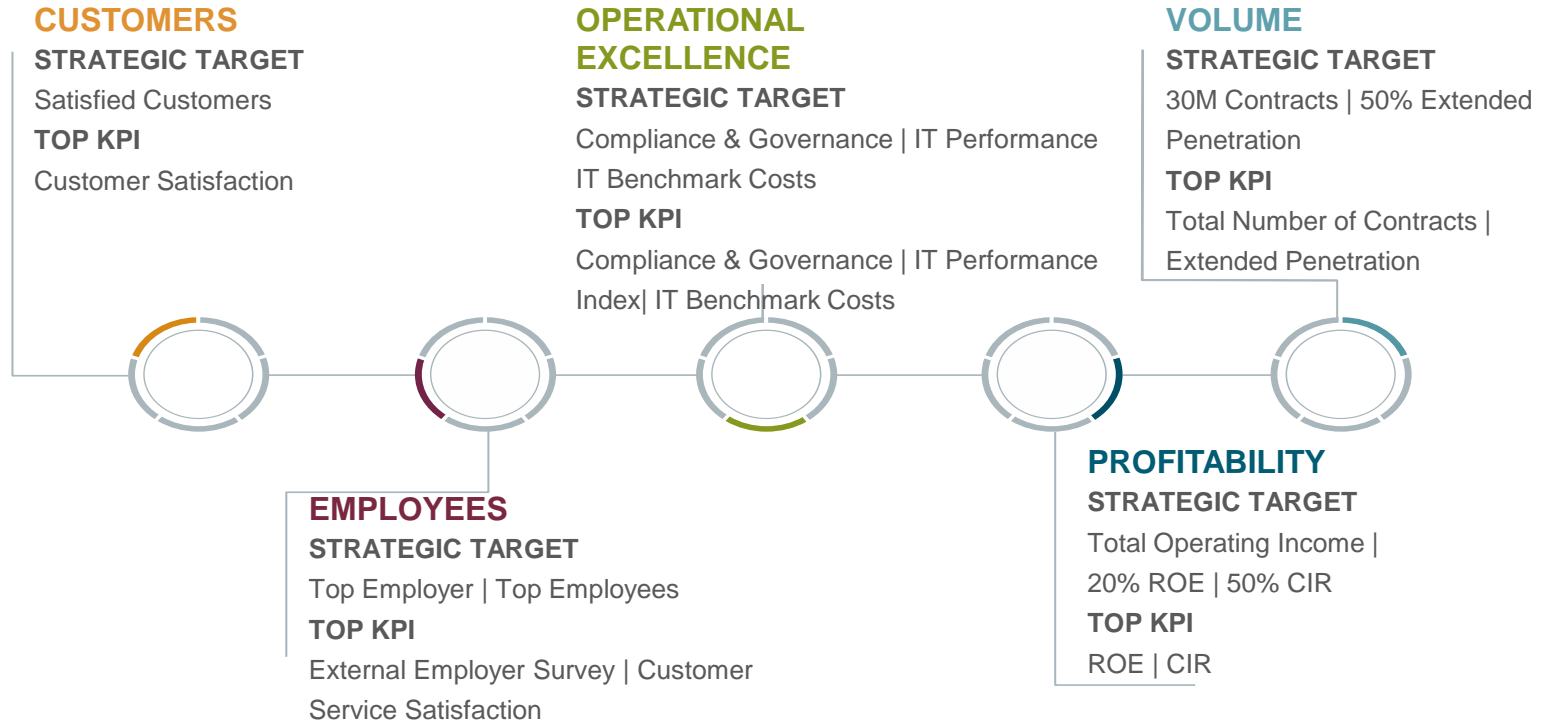 CUSTOMERS
STRATEGIC TARGET
Satisfied Customers
TOP KPI
Customer Satisfaction
OPERATIONAL
EXCELLENCE
STRATEGIC TARGET
Compliance & Governance | IT Performance
IT Benchmark Costs
TOP KPI
Compliance & Governance | IT Performance
Index| IT Benchmark Costs
VOLUME
STRATEGIC TARGET
30M Contracts | 50% Extended
Penetration
TOP KPI
Total Number of Contracts |
Extended Penetration
EMPLOYEES
STRATEGIC TARGET
Top Employer | Top Employees
TOP KPI
External Employer Survey | Customer
Service Satisfaction
PROFITABILITY
STRATEGIC TARGET
Total Operating Income |
20% ROE | 50% CIR
TOP KPI
ROE | CIR